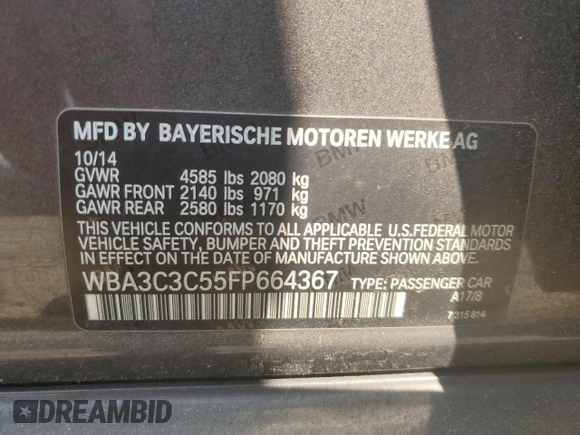 MFD BY BAYERISCHE MOTOREN WERKE AG
10/14
GVWR 4585 lbs 2080 kg
GAWR FRONT 2140 lbs 971 kg
GAWR REAR 2580 lbs 1170 kg
THIS VEHICLE CONFORMS TO ALL APPLICABLE U.S.FEDERAL MOTOR
VEHICLE SAFETY, BUMPER AND THEFT PREVENTION STANDARDS
IN EFFECT ON THE DATE OF MANUFACTURE SHOWN ABOVE.
WBA3C3C55FP664367 TYPE: PASSENGER CAR
A17/8
7315814
DREAMBID